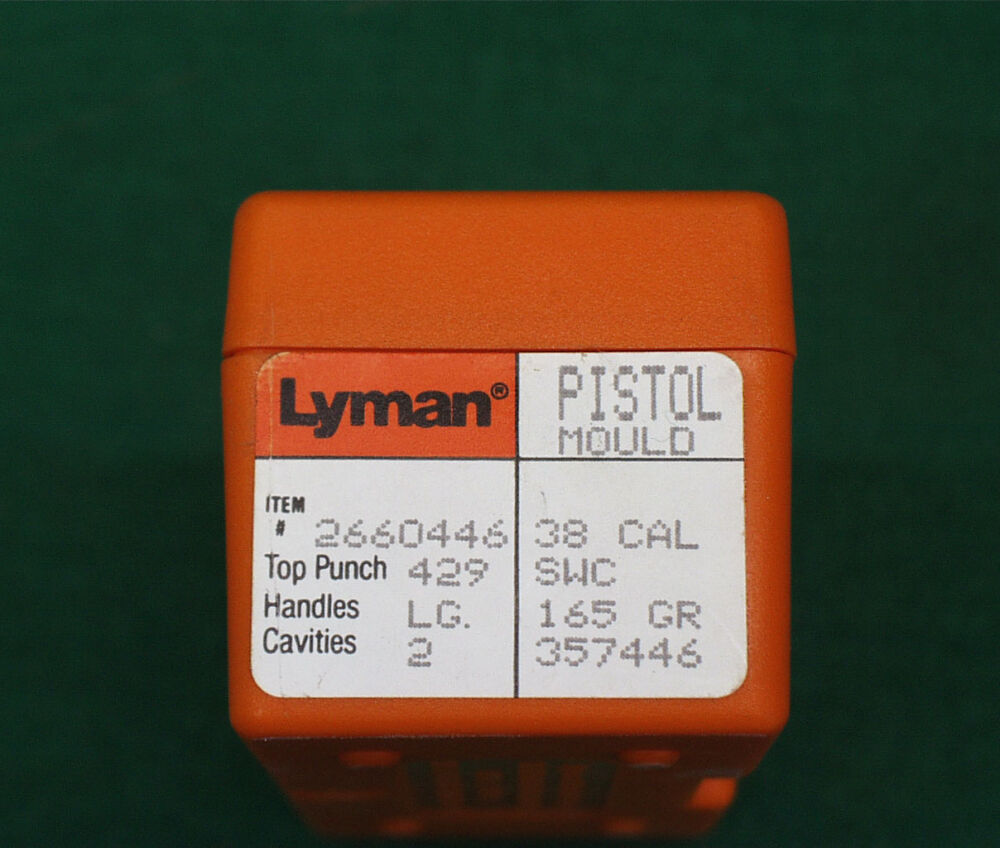 Lyman®
PISTOL
MOULD
ITEM
# 2660446
Top Punch 429
Handles LG.
Cavities 2
38 CAL
SWC
165 GR
357446